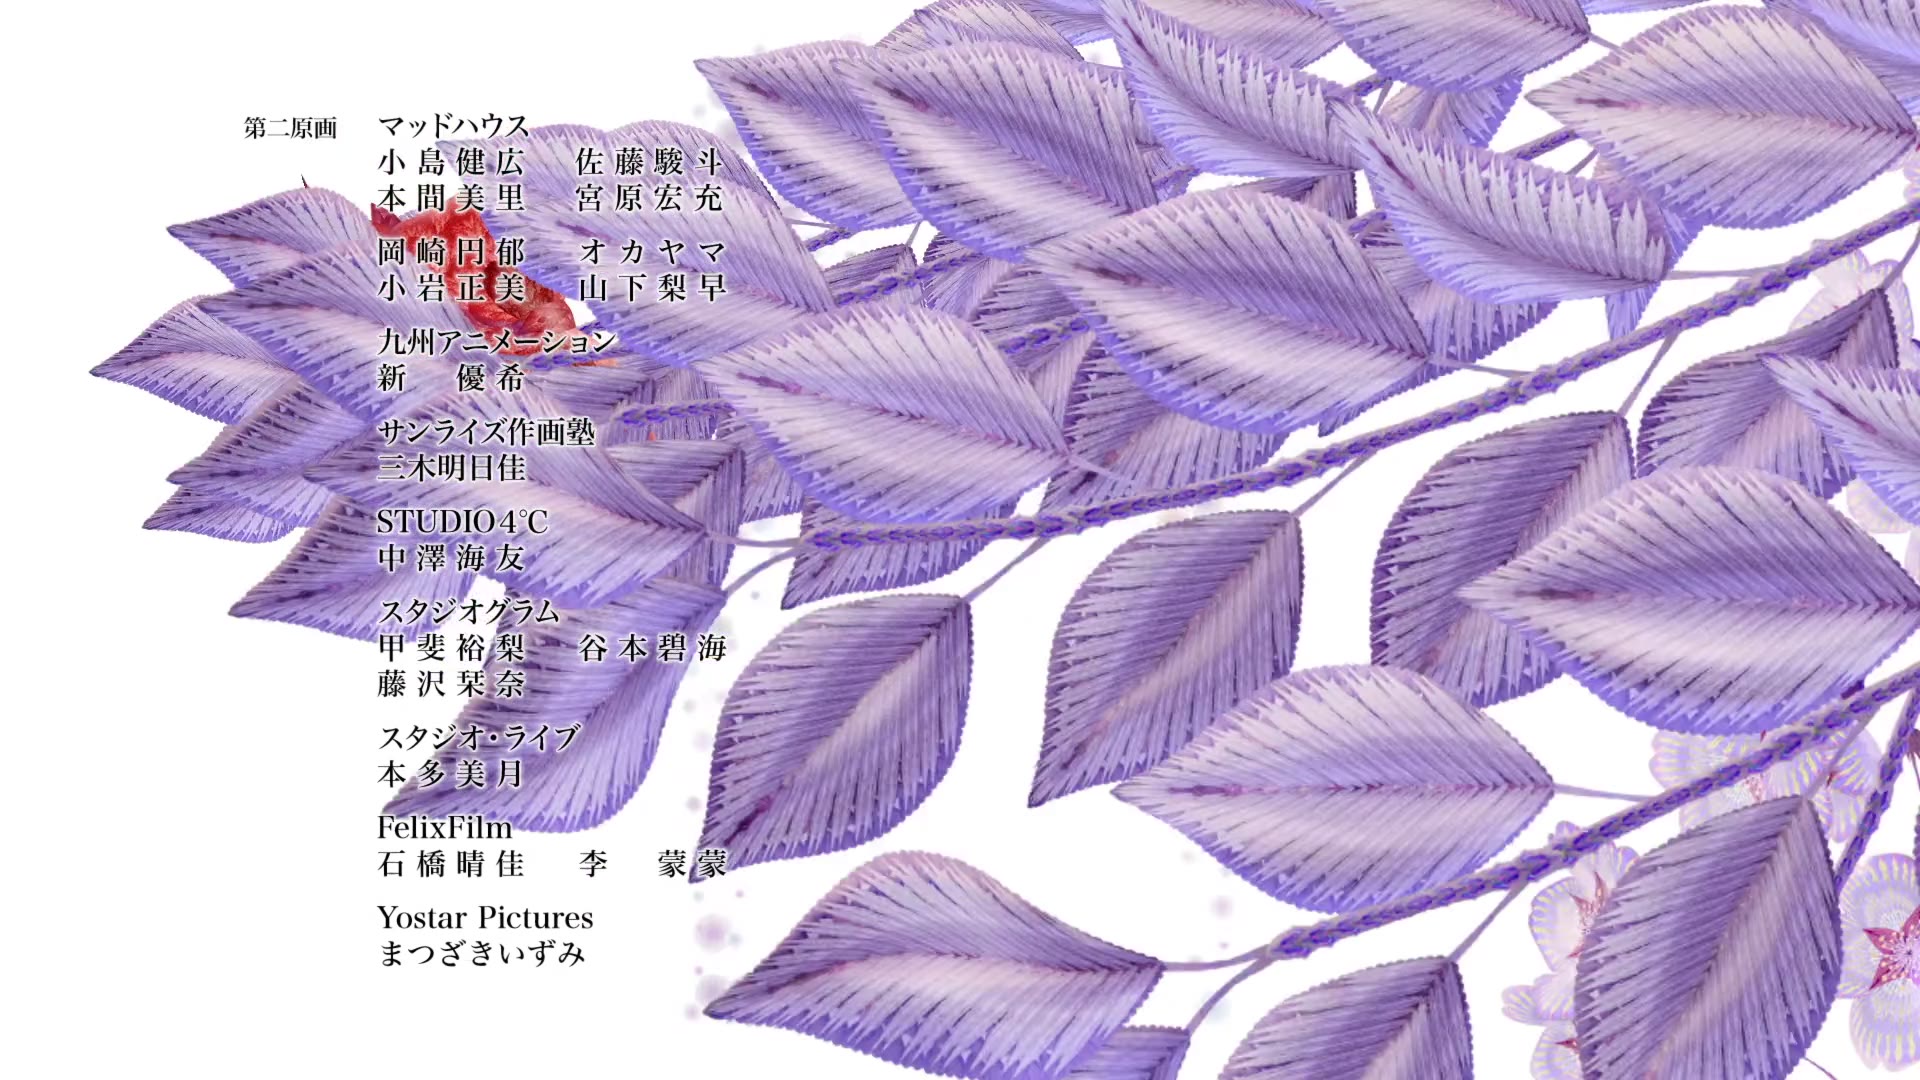 第二原画 マッドハウス
小島健広 佐藤駿斗
本間美里 宮原宏充
岡崎円郁 オカヤマ
小岩正美 山下梨早
九州アニメーション
新 優希
サンライズ作画塾
三木明日佳
STUDIO4℃
中澤海友
スタジオグラム
甲斐裕梨 谷本碧海
藤沢栞奈
スタジオ・ライブ
本多美月
FelixFilm
石橋晴佳 李 蒙蒙
Yostar Pictures
まつざきいずみ